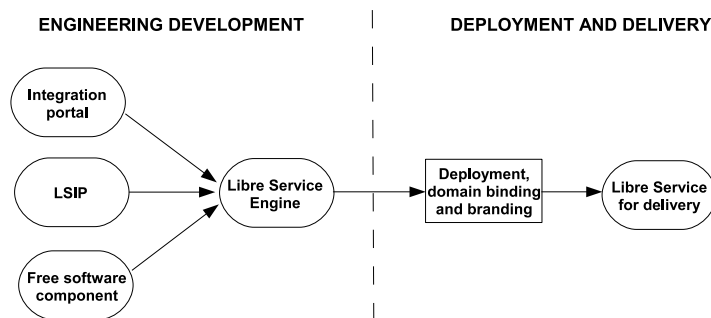 ENGINEERING DEVELOPMENT
DEPLOYMENT AND DELIVERY
Integration
portal
LSIP
Free software
component
Libre Service
Engine
Deployment,
domain binding
and branding
Libre Service
for delivery